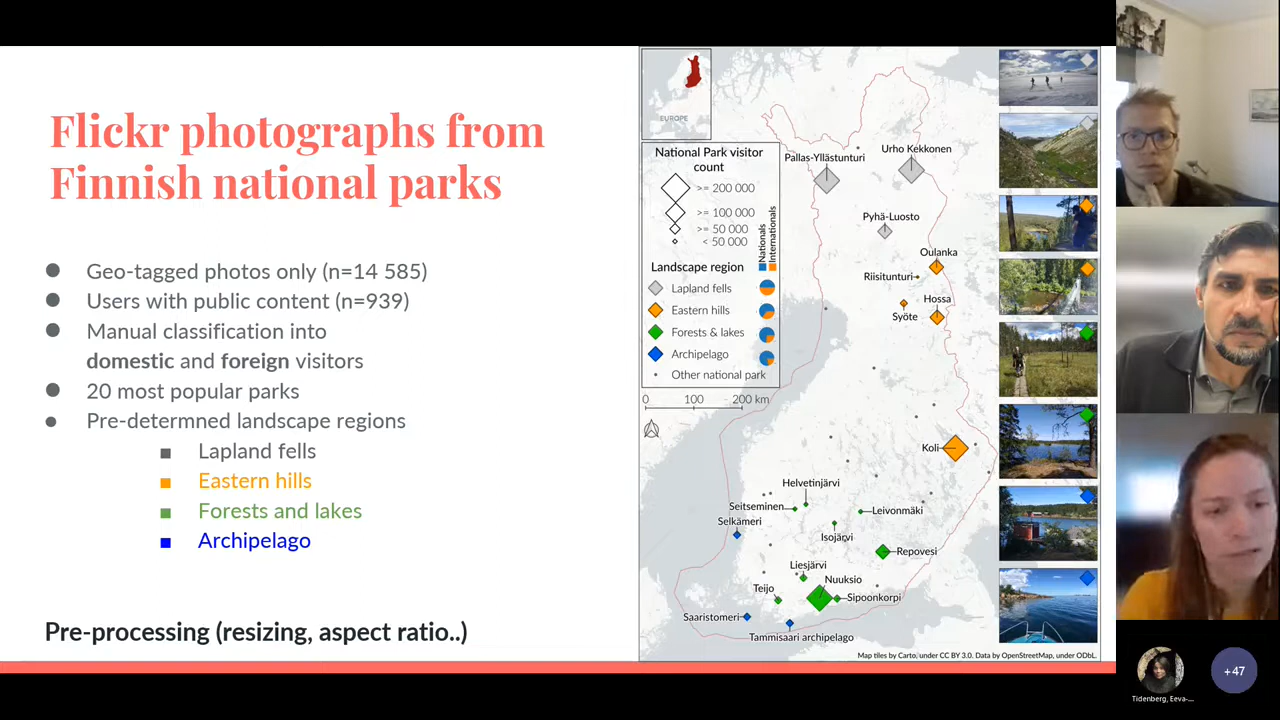 Flickr photographs from
Finnish national parks
Geo-tagged photos only (n=14 585)
Users with public content (n=939)
Manual classification into
domestic and foreign visitors
20 most popular parks
Pre-determned landscape regions
Lapland fells
Eastern hills
Forests and lakes
Archipelago
Pre-processing (resizing, aspect ratio..)
EUROPE
National Park visitor
count
>= 200 000
>= 100 000
>= 50 000
< 50 000
Nationals
Internationals
Landscape region
Lapland fells
Eastern hills
Forests & lakes
Archipelago
Other national park
0 100 200 km
Pallas-Yllästunturi
Urho Kekkonen
Pyhä-Luosto
Oulanka
Riisitunturi
Hossa
Syöte
Koli
Helvetinjärvi
Seitseminen
Leivonmäki
Selkämeri
Isojärvi
Repovesi
Liesjärvi
Nuuksio
Teijo
Sipoonkorpi
Saaristomeri
Tammisaari archipelago
Map tiles by Carto, under CC BY 3.0. Data by OpenStreetMap, under ODbL.
Tidenberg, Eeva-...
+47